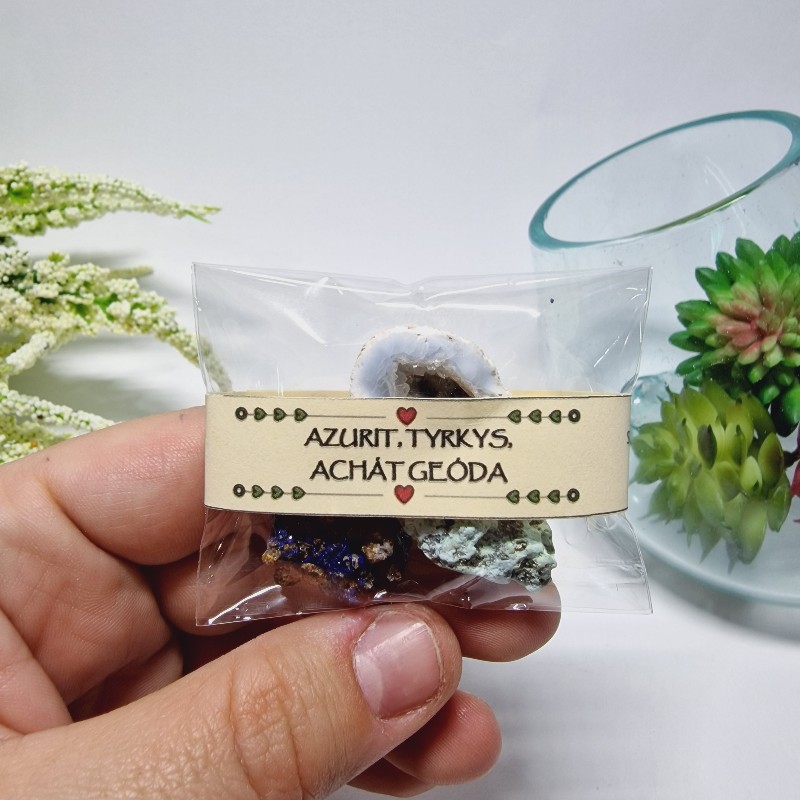 AZURIT, TYRKYS,
ACHÁT GEÓDA